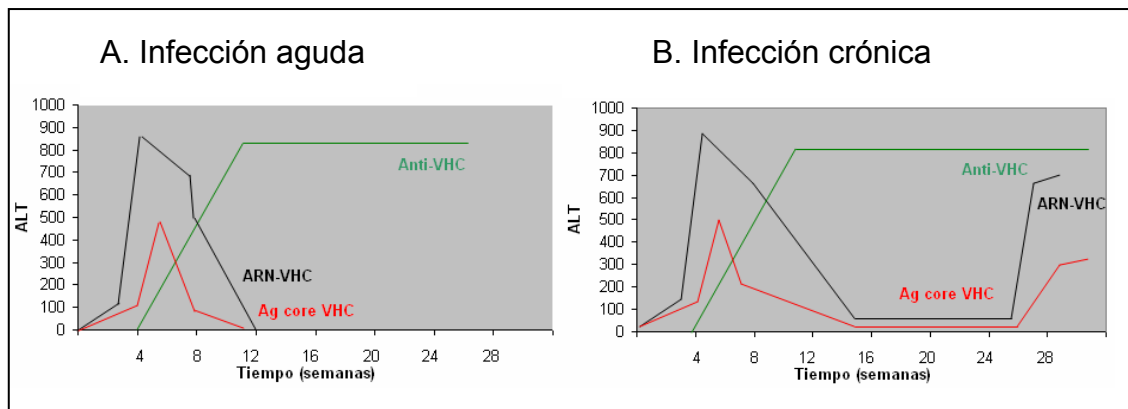 A. Infección aguda
1000
900
800
700
600
500
400
300
200
100
0
ALT
Anti-VHC
ARN-VHC
Ag core VHC
4 8 12 16 20 24 28
Tiempo (semanas)
B. Infección crónica
1000
900
800
700
600
500
400
300
200
100
0
ALT
Anti-VHC
ARN-VHC
Ag core VHC
4 8 12 16 20 24 28
Tiempo (semanas)